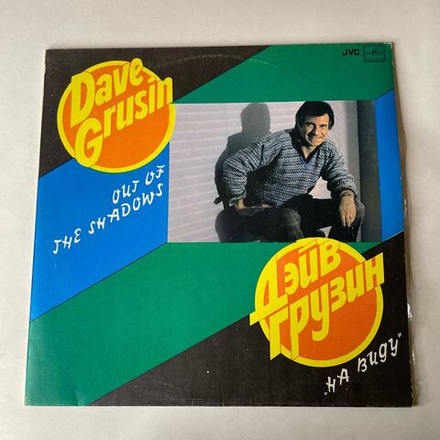 JVC
Dave
Grusin
OUT OF
THE SHADOWS
Дэйв
Грузин
„НА ВИДУ"